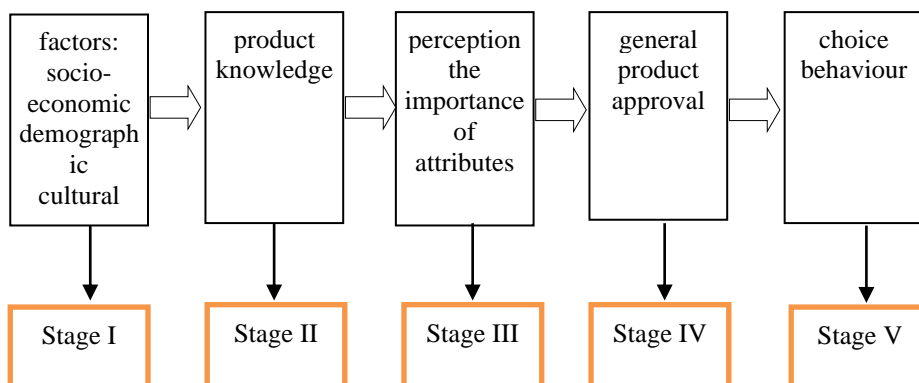 factors:
socio-
economic
demograph
ic
cultural
product
knowledge
perception
the
importance
of
attributes
general
product
approval
choice
behaviour
Stage I
Stage II
Stage III
Stage IV
Stage V